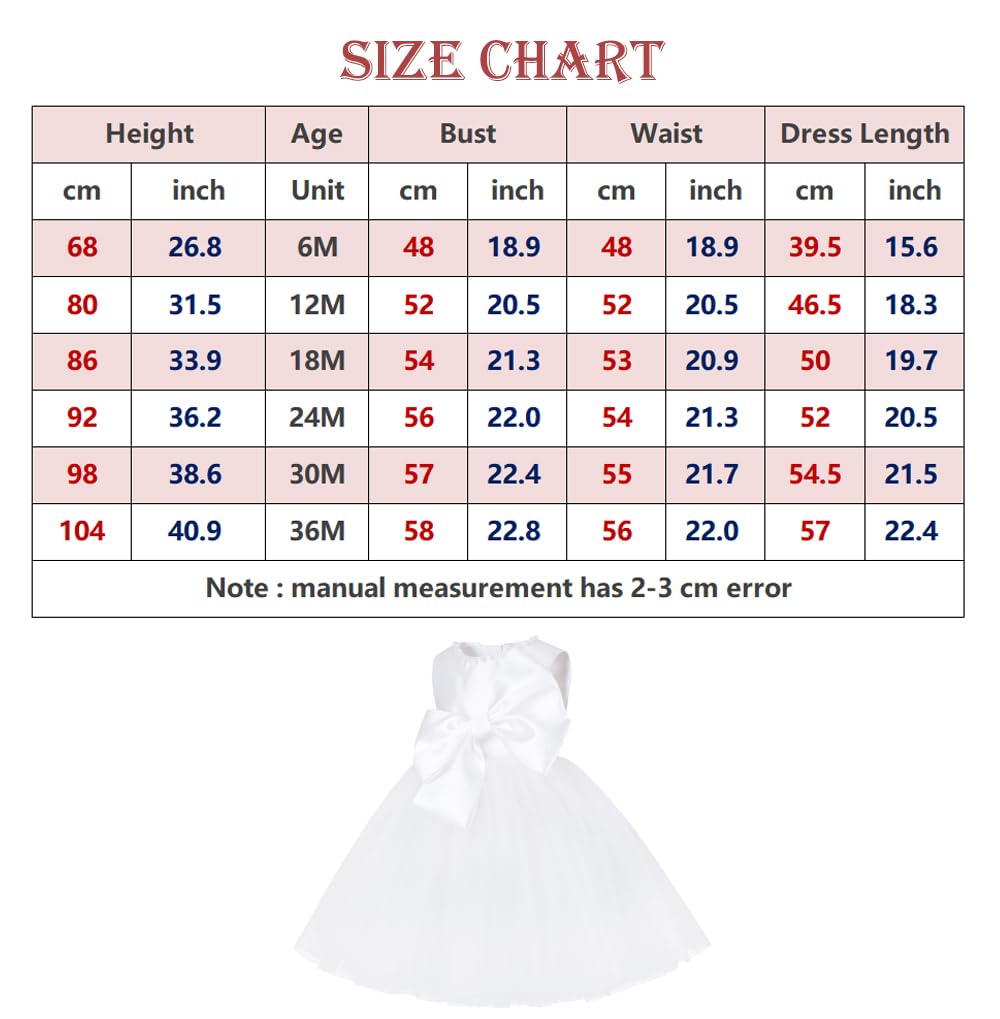 SIZE CHART
Height Age Bust Waist Dress Length
cm inch Unit cm inch cm inch cm inch
68 26.8 6M 48 18.9 48 18.9 39.5 15.6
80 31.5 12M 52 20.5 52 20.5 46.5 18.3
86 33.9 18M 54 21.3 53 20.9 50 19.7
92 36.2 24M 56 22.0 54 21.3 52 20.5
98 38.6 30M 57 22.4 55 21.7 54.5 21.5
104 40.9 36M 58 22.8 56 22.0 57 22.4
Note : manual measurement has 2-3 cm error